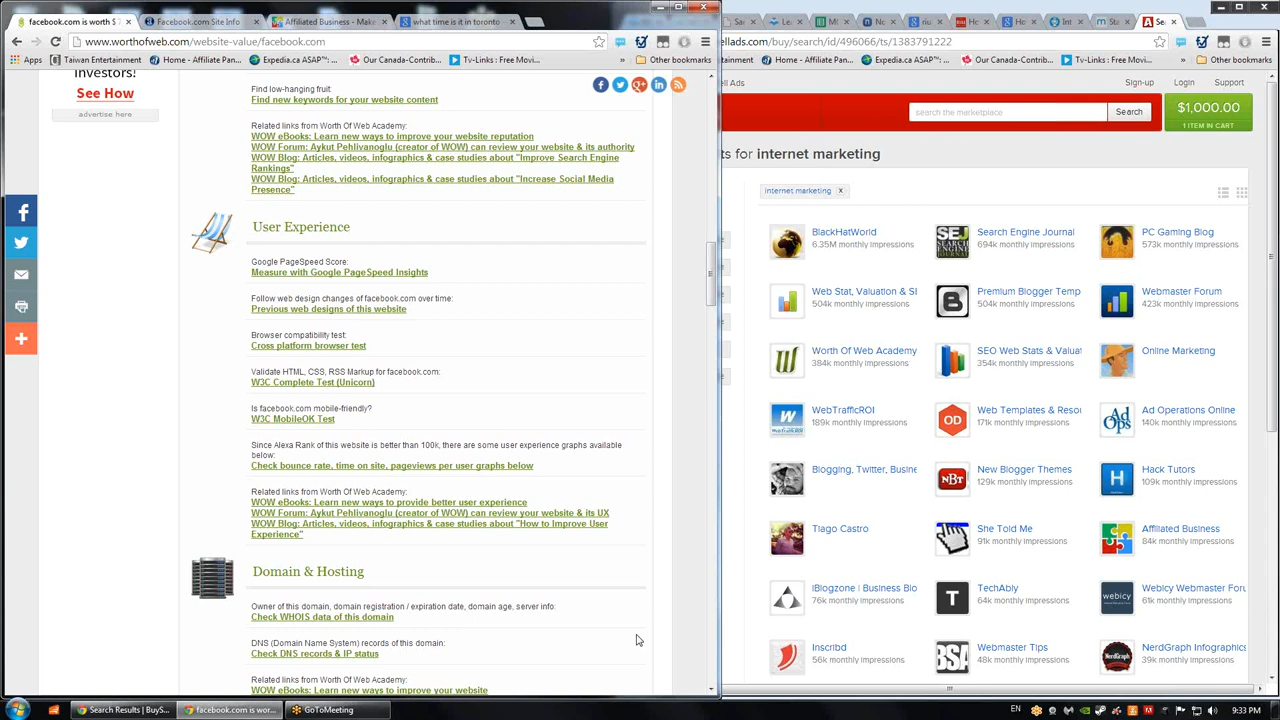 facebook.com is worth $
Facebook.com Site Info
Affiliated Business - Make
what time is it in toronto
www.worthofweb.com/website-value/facebook.com
Apps
Taiwan Entertainment
Home - Affiliate Pan
Expedia.ca ASAP™:
Our Canada-Contrib
Tv-Links : Free Movi
Other bookmarks
Investors!
See How
advertise here
Find low-hanging fruit:
Find new keywords for your website content
Related links from Worth Of Web Academy:
WOW eBooks: Learn new ways to improve your website reputation
WOW Forum: Aykut Pehlivanoglu (creator of WOW) can review your website & its authority
WOW Blog: Articles, videos, infographics & case studies about "Improve Search Engine
Rankings"
WOW Blog: Articles, videos, infographics & case studies about "Increase Social Media
Presence"
User Experience
Google PageSpeed Score:
Measure with Google PageSpeed Insights
Follow web design changes of facebook.com over time:
Previous web designs of this website
Browser compatibility test:
Cross platform browser test
Validate HTML, CSS, RSS Markup for facebook.com:
W3C Complete Test (Unicorn)
Is facebook.com mobile-friendly?
W3C MobileOK Test
Since Alexa Rank of this website is better than 100k, there are some user experience graphs available
below:
Check bounce rate, time on site, pageviews per user graphs below
Related links from Worth Of Web Academy:
WOW eBooks: Learn new ways to provide better user experience
WOW Forum: Aykut Pehlivanoglu (creator of WOW) can review your website & its UX
WOW Blog: Articles, videos, infographics & case studies about "How to Improve User
Experience"
Domain & Hosting
Owner of this domain, domain registration / expiration date, domain age, server info:
Check WHOIS data of this domain
DNS (Domain Name System) records of this domain:
Check DNS records & IP status
Related links from Worth Of Web Academy:
WOW eBooks: Learn new ways to improve your website
ellads.com/buy/search/id/496066/ts/1383791222
ainment
Home - Affiliate Pan
Expedia.ca ASAP™:
Our Canada-Contrib
Tv-Links : Free Movi
Other bookmarks
ell Ads
Sign-up
Login
Support
search the marketplace
Search
$1,000.00
1 ITEM IN CART
ts for internet marketing
internet marketing x
BlackHatWorld
6.35M monthly impressions
Search Engine Journal
694k monthly impressions
PC Gaming Blog
573k monthly impressions
Web Stat, Valuation & SE
504k monthly impressions
Premium Blogger Temp
504k monthly impressions
Webmaster Forum
423k monthly impressions
Worth Of Web Academy
384k monthly impressions
SEO Web Stats & Valuat
354k monthly impressions
Online Marketing
WebTrafficROI
189k monthly impressions
Web Templates & Resou
171k monthly impressions
Ad Operations Online
140k monthly impressions
Blogging, Twitter, Busine
New Blogger Themes
129k monthly impressions
Hack Tutors
109k monthly impressions
Tiago Castro
She Told Me
91k monthly impressions
Affiliated Business
84k monthly impressions
IBlogzone | Business Blo
76k monthly impressions
TechAbly
64k monthly impressions
Webicy Webmaster Foru
61k monthly impressions
Inscribd
56k monthly impressions
Webmaster Tips
48k monthly impressions
NerdGraph Infographics
39k monthly impressions
Search Results | BuyS...
facebook.com is wor...
GoToMeeting
EN
9:33 PM